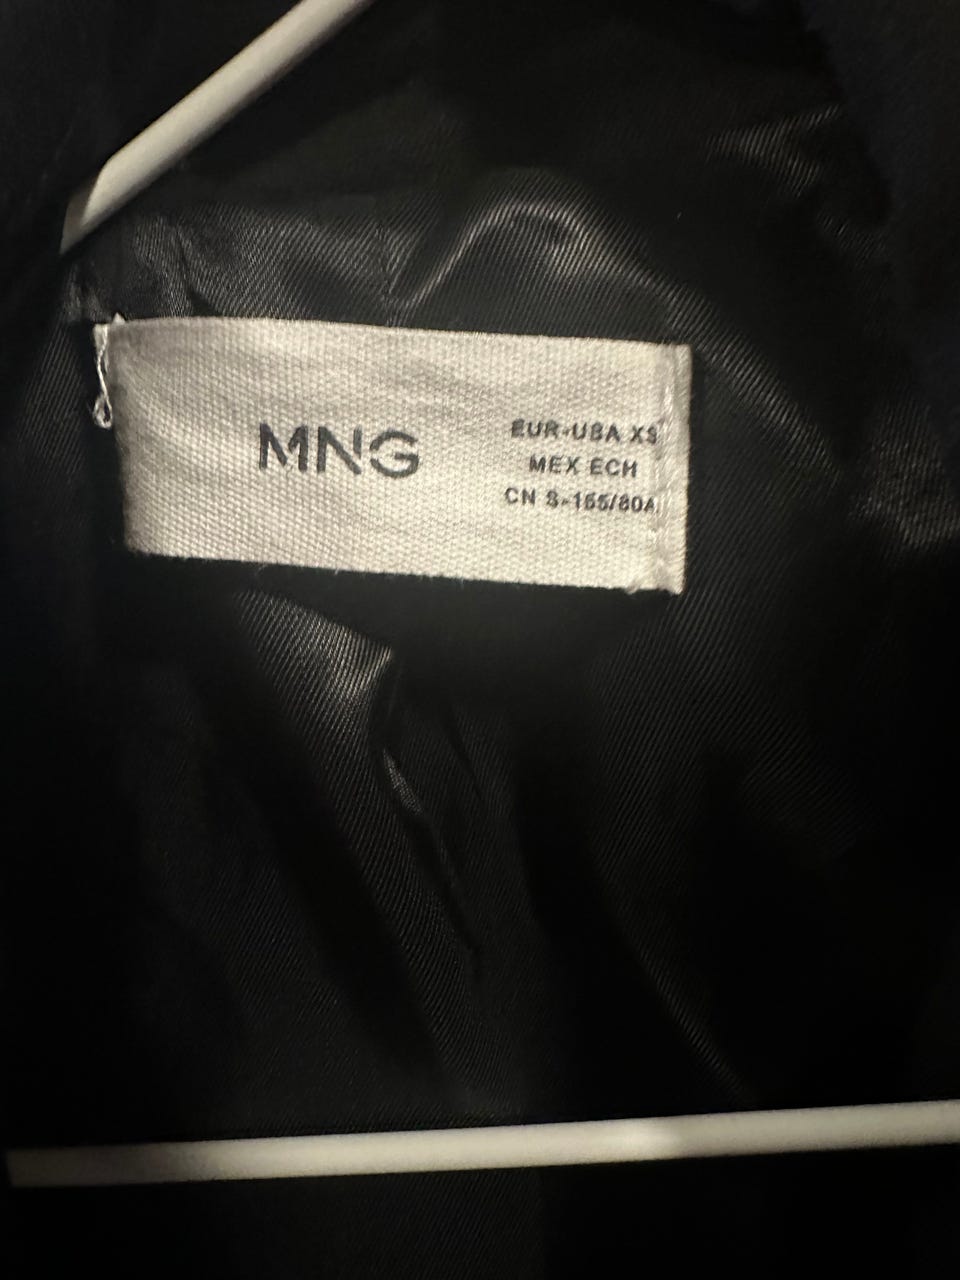 MNG
EUR-USA XS
MEX ECH
CN S-165/80A